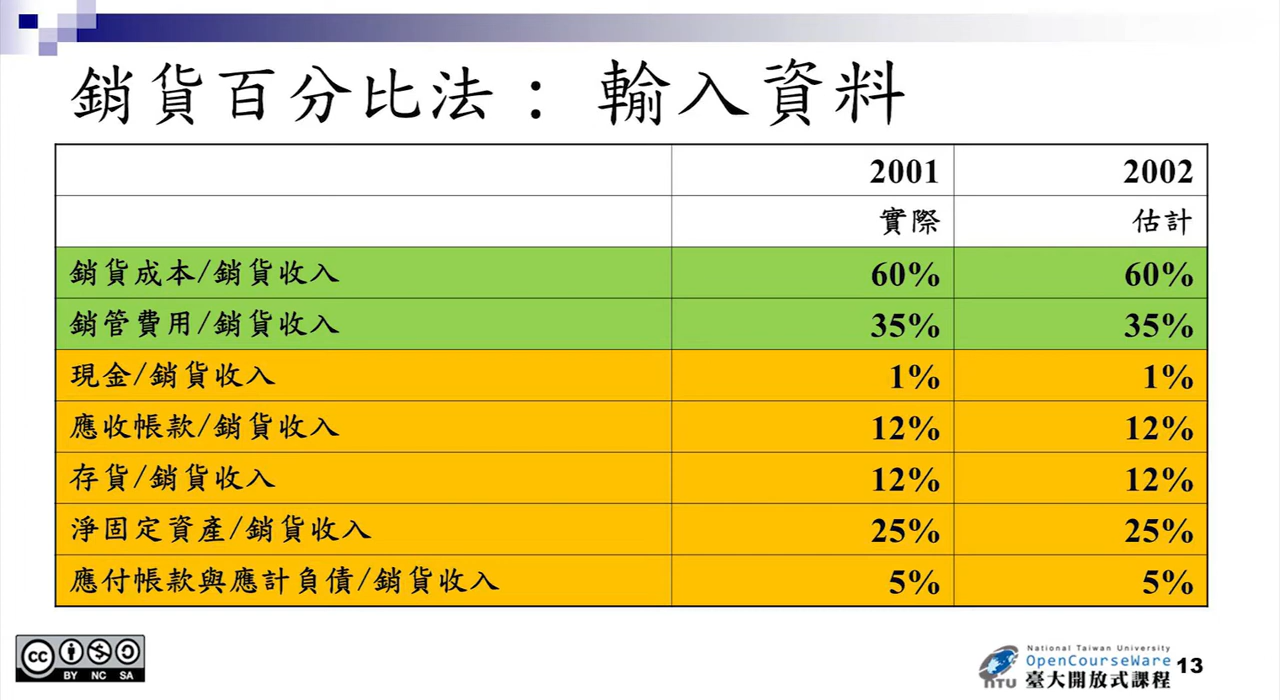 銷貨百分比法： 輸入資料
2001 2002
實際 估計
銷貨成本/銷貨收入 60% 60%
銷管費用/銷貨收入 35% 35%
現金/銷貨收入 1% 1%
應收帳款/銷貨收入 12% 12%
存貨/銷貨收入 12% 12%
淨固定資產/銷貨收入 25% 25%
應付帳款與應計負債/銷貨收入 5% 5%
cc BY NC SA
National Taiwan University
OpenCourseWare
NTU 臺大開放式課程
13